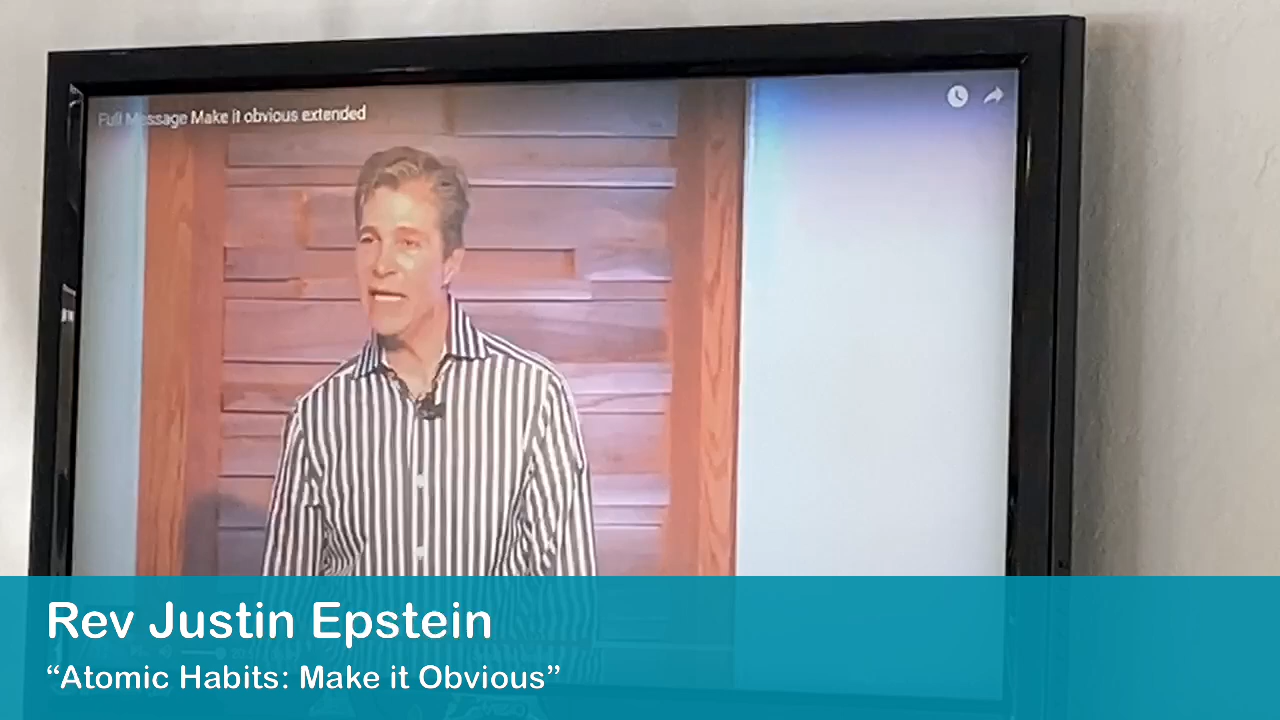 Full Message Make it obvious extended
Rev Justin Epstein
“Atomic Habits: Make it Obvious”